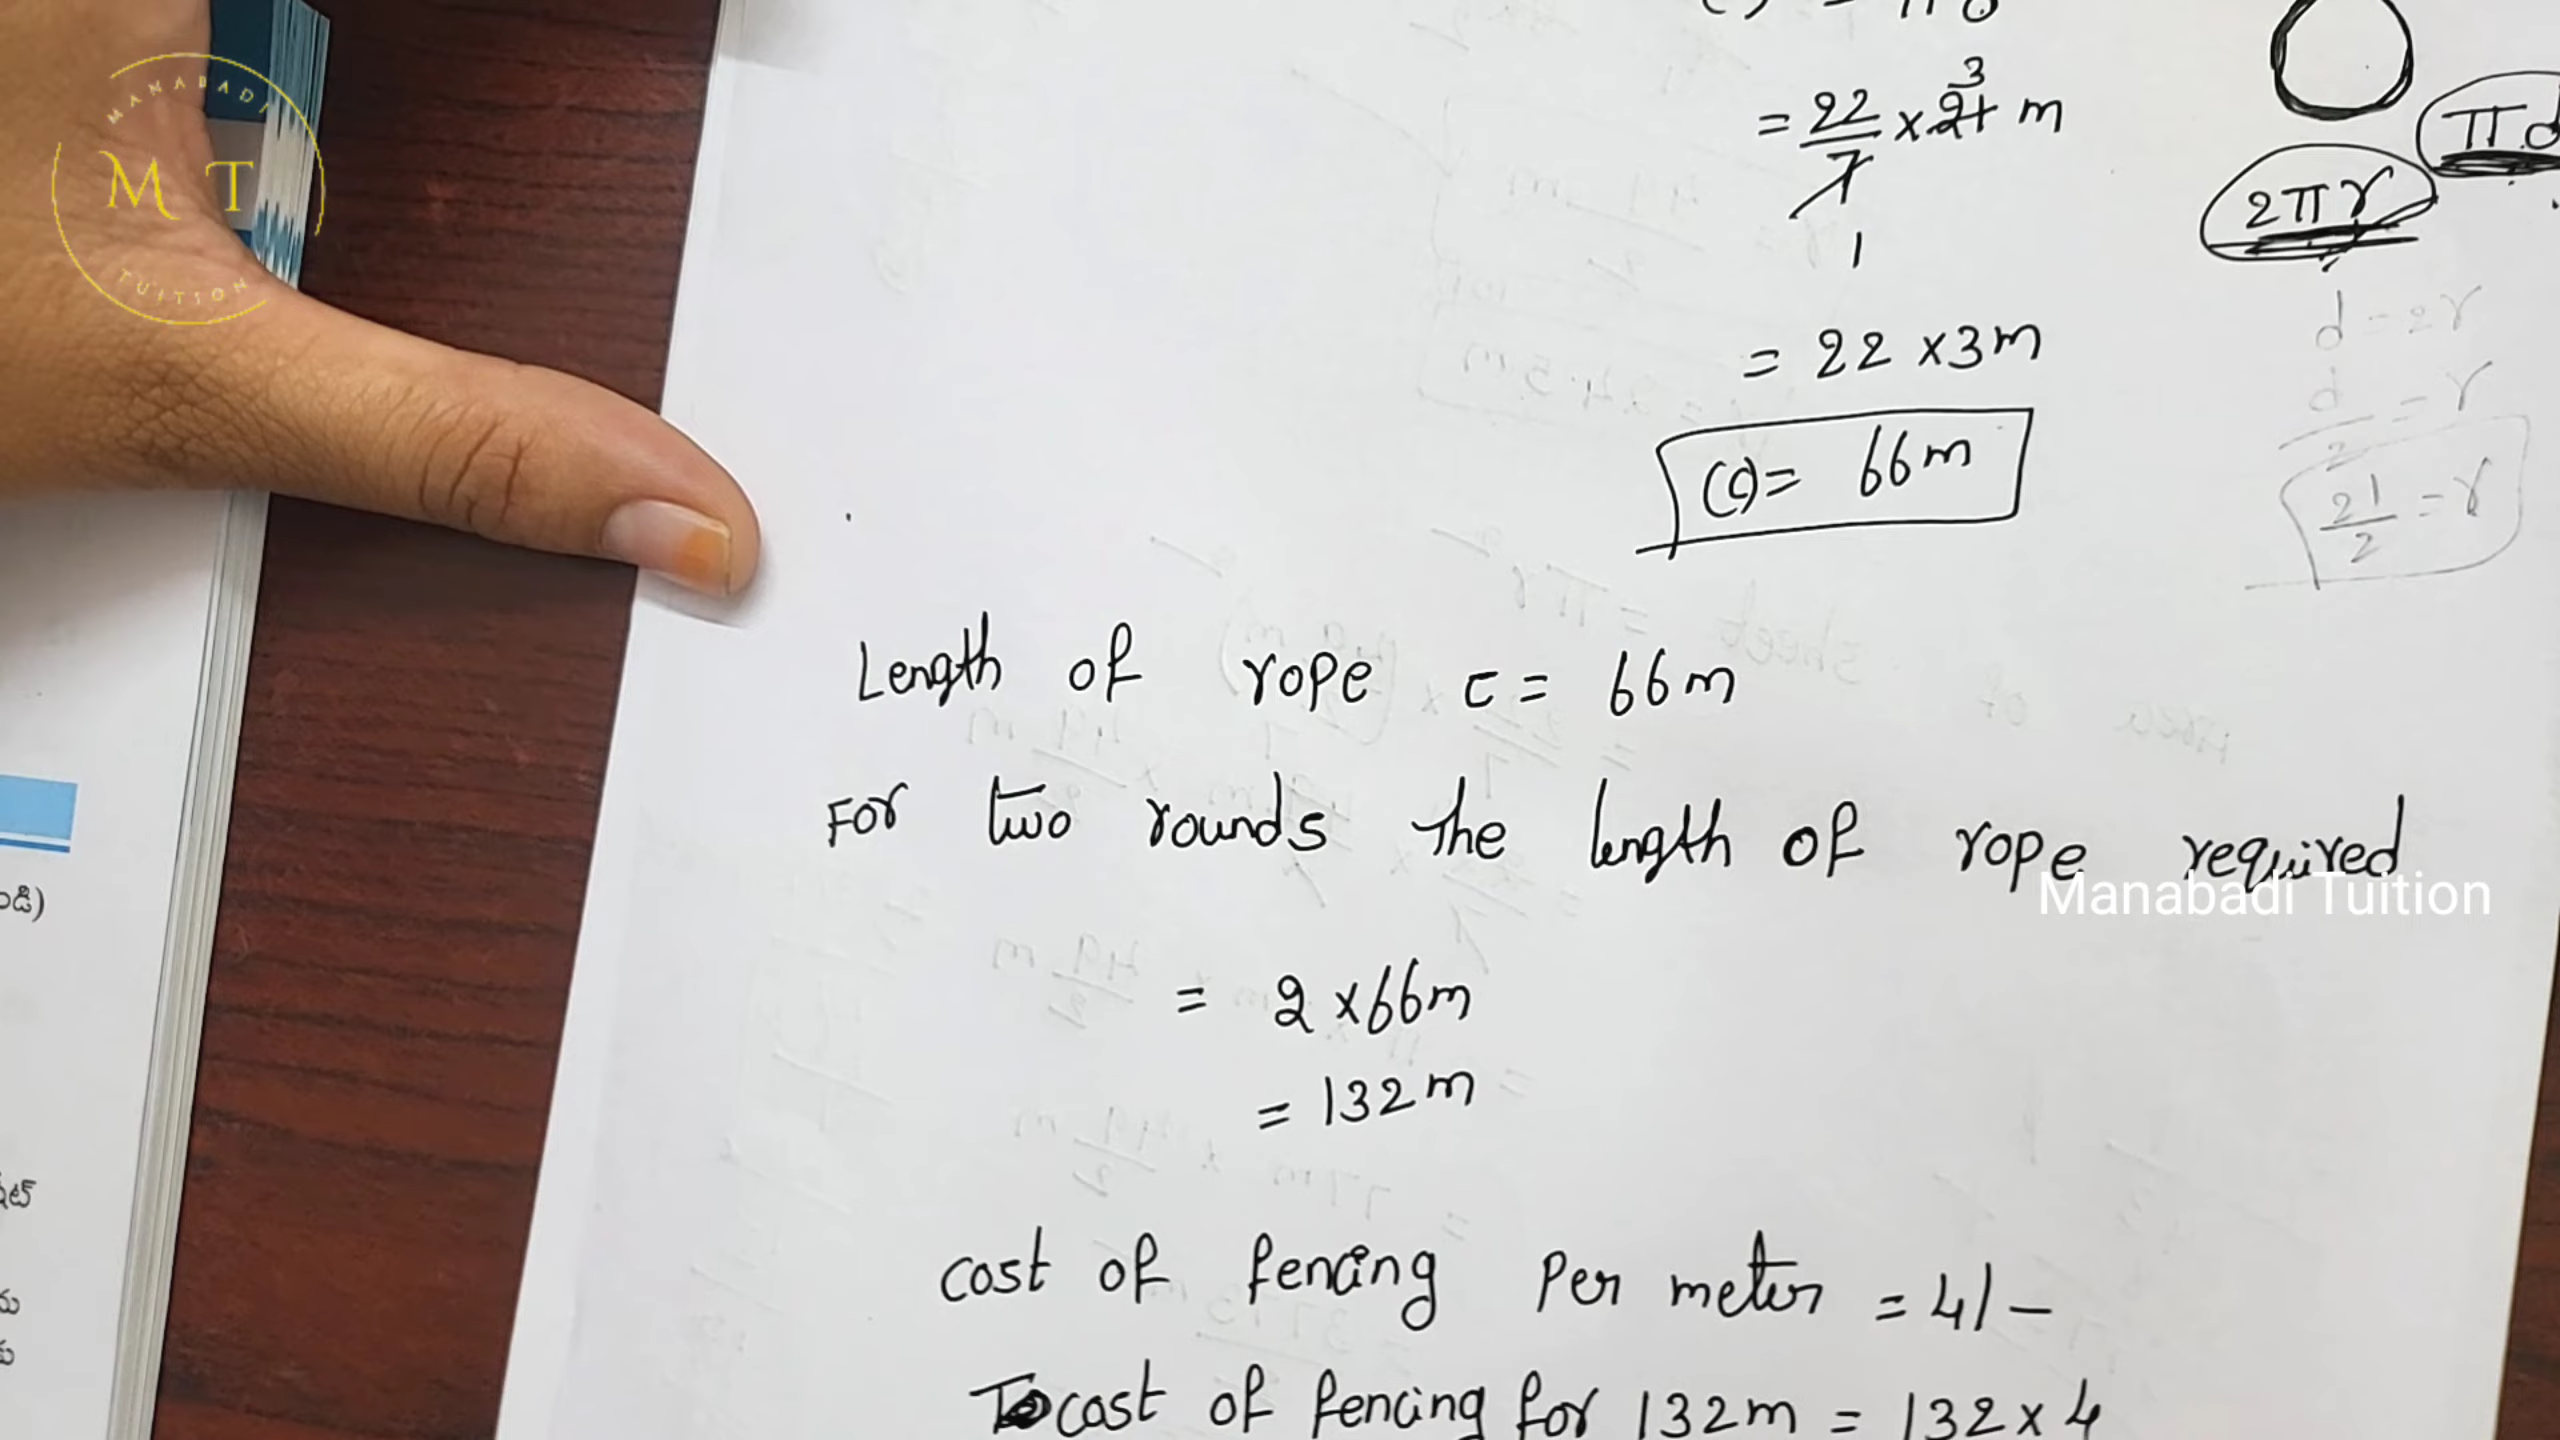 MANABADI
M T
TUITION
= 22/7 × 21 3 m
1
= 22 × 3m
(C) = 66m
πd
2πr
d = 2r
d/2 = r
21/2 = r
Length of rope c = 66m
For two rounds the length of rope required
Manabadi Tuition
= 2 × 66m
= 132m
cost of fencing per meter = 4/-
cost of fencing for 132m = 132 × 4